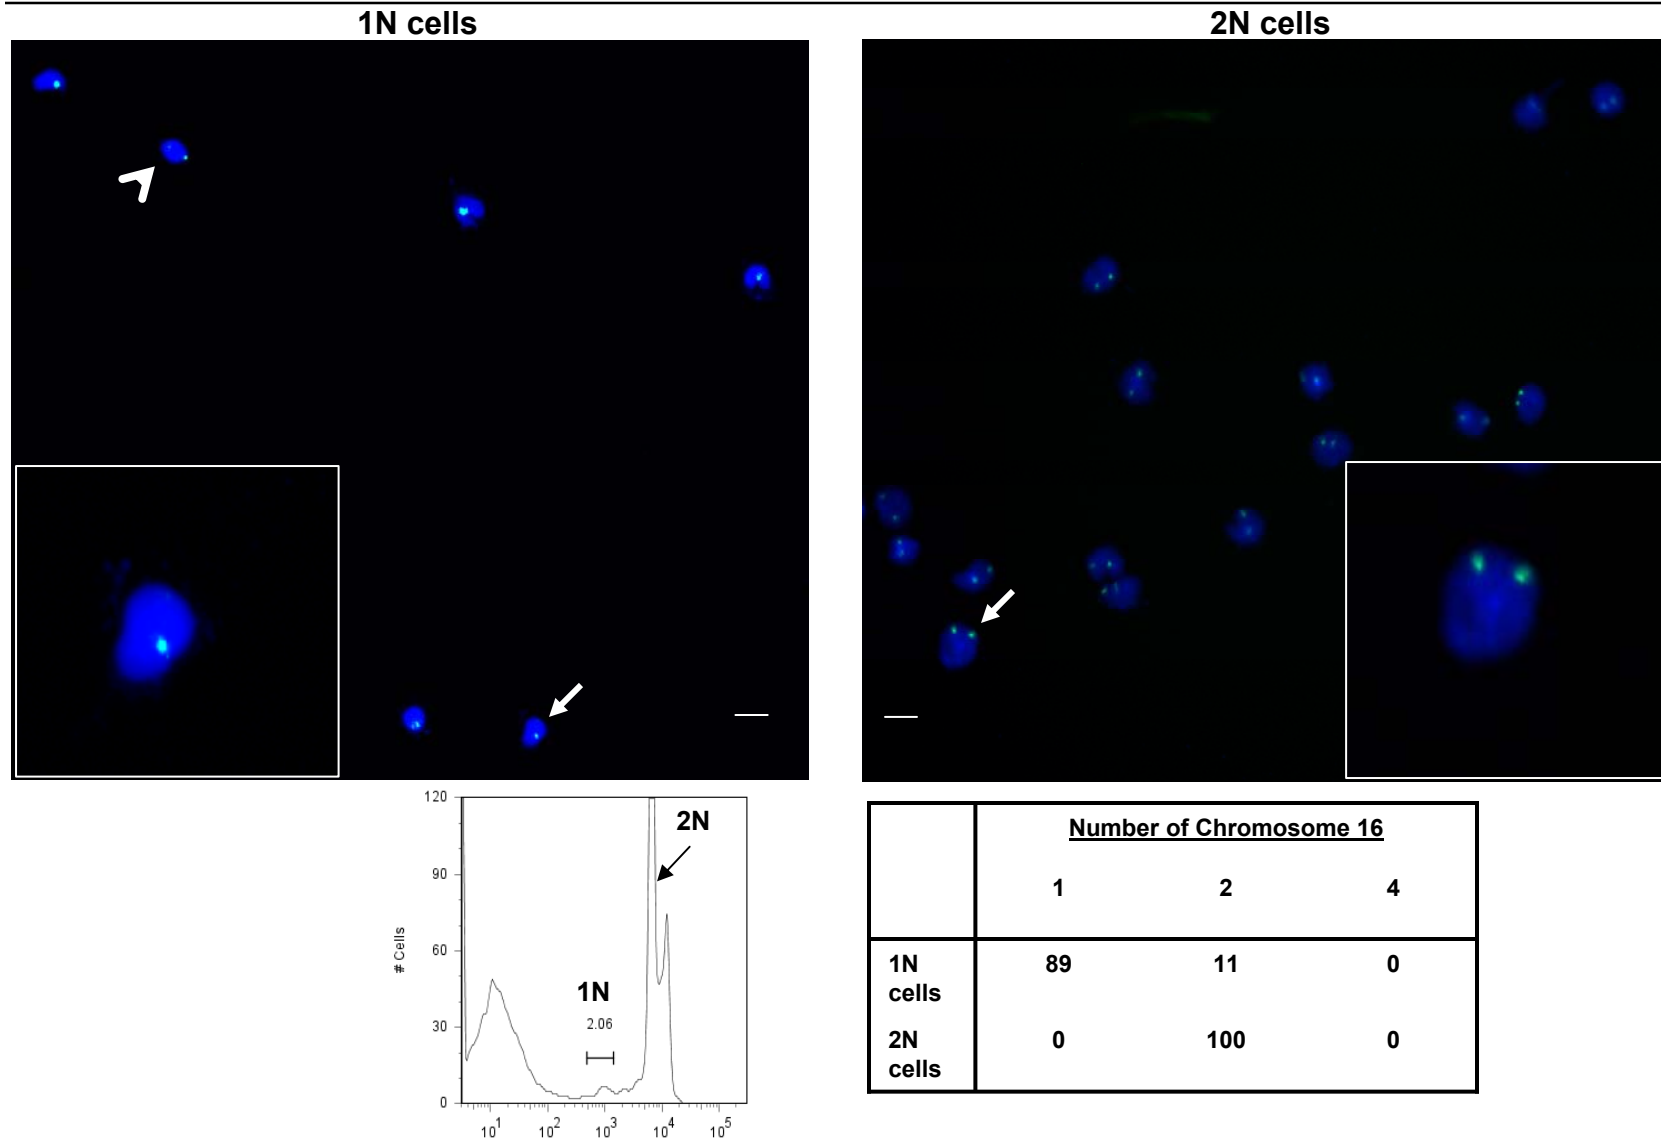 1N cells
2N cells
120
90
60
30
0
# Cells
2N
1N
2.06
10^1
10^2
10^3
10^4
10^5
Number of Chromosome 16
1 2 4
1N cells 89 11 0
2N cells 0 100 0